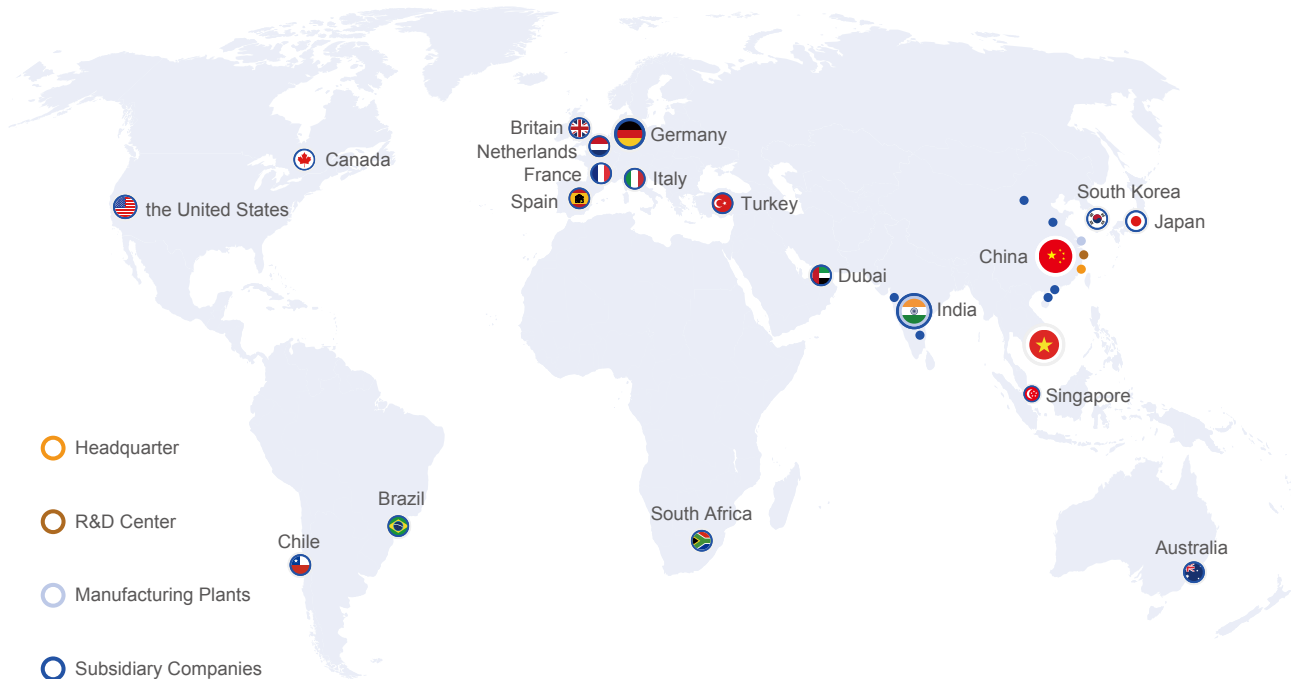 Britain
Germany
Netherlands
Canada
France
Italy
South Korea
Spain
Turkey
the United States
Japan
China
Dubai
India
Singapore
Headquarter
Brazil
South Africa
R&D Center
Chile
Australia
Manufacturing Plants
Subsidiary Companies